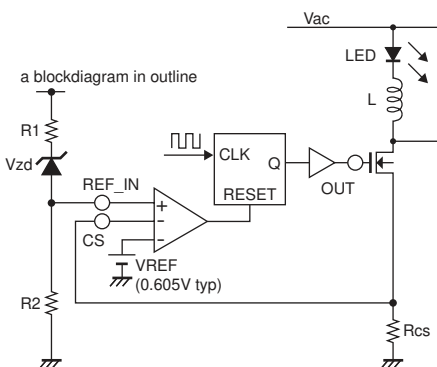 Vac
LED
a blockdiagram in outline
L
R1
CLK
Q
Vzd
REF_IN
RESET
OUT
+
-
CS
-
VREF
(0.605V typ)
R2
Rcs